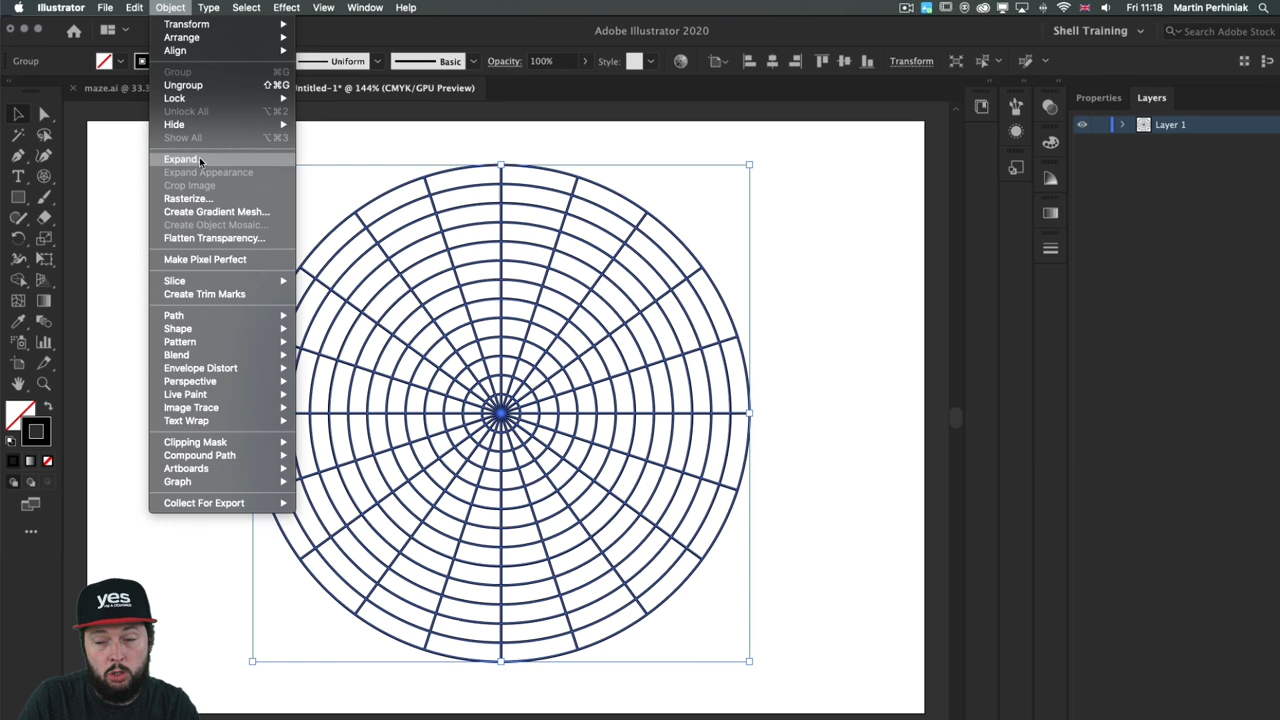 Illustrator File Edit Object Type Select Effect View Window Help Fri 11:18 Martin Perhiniak
Adobe Illustrator 2020 Shell Training Search Adobe Stock
Group Uniform Basic Opacity: 100% Style: Transform
maze.ai @ 33.3 Untitled-1* @ 144% (CMYK/GPU Preview)
Properties Layers
Layer 1
Transform
Arrange
Align
Group ⌘G
Ungroup ⇧⌘G
Lock
Unlock All ⌥⌘2
Hide
Show All ⌥⌘3
Expand...
Expand Appearance
Crop Image
Rasterize...
Create Gradient Mesh...
Create Object Mosaic...
Flatten Transparency...
Make Pixel Perfect
Slice
Create Trim Marks
Path
Shape
Pattern
Blend
Envelope Distort
Perspective
Live Paint
Image Trace
Text Wrap
Clipping Mask
Compound Path
Artboards
Graph
Collect For Export
yes
I'M A DESIGNER